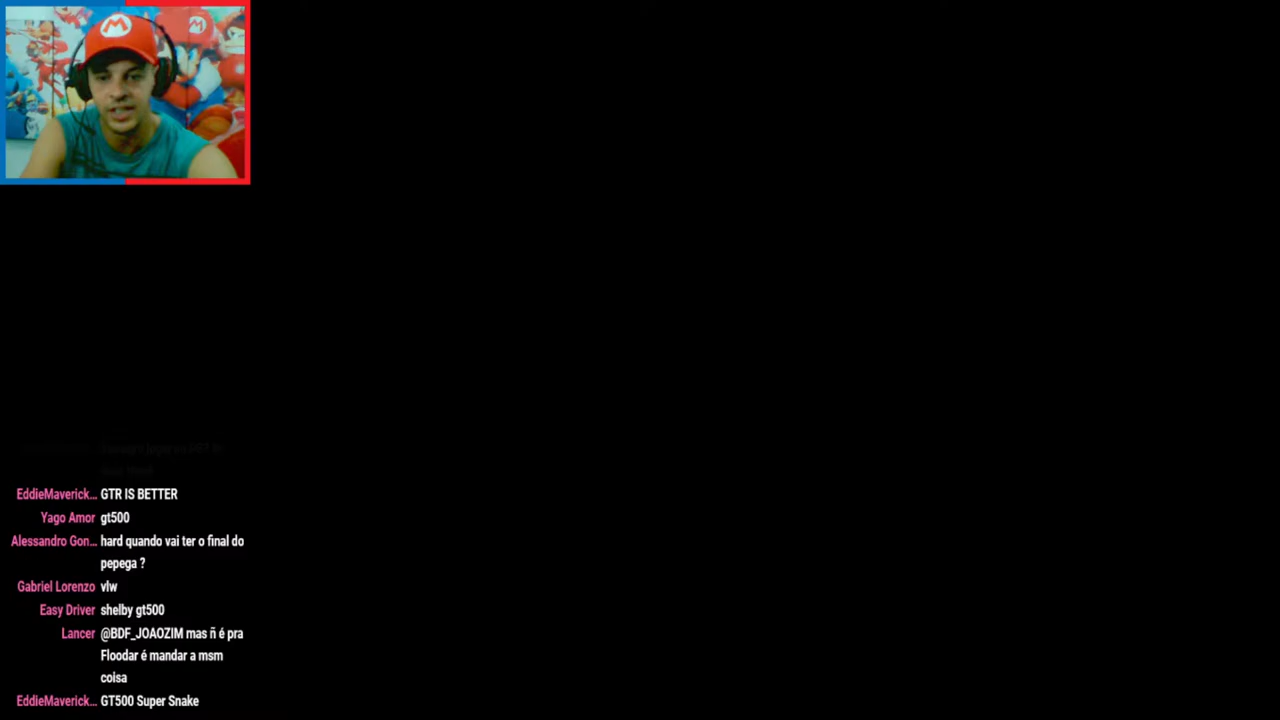 EddieMaverick... GTR IS BETTER
Yago Amor gt500
Alessandro Gon... hard quando vai ter o final do
pepega ?
Gabriel Lorenzo vlw
Easy Driver shelby gt500
Lancer @BDF_JOAOZIM mas ñ é pra
Floodar é mandar a msm
coisa
EddieMaverick... GT500 Super Snake